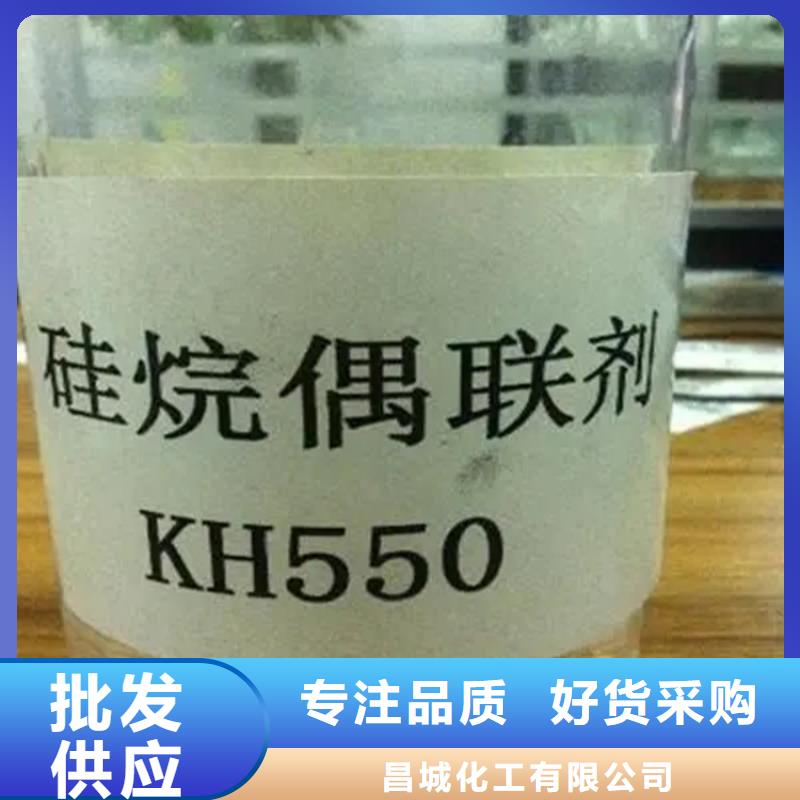 硅烷偶联剂
KH550
批发
供应
专注品质 好货采购
昌城化工有限公司